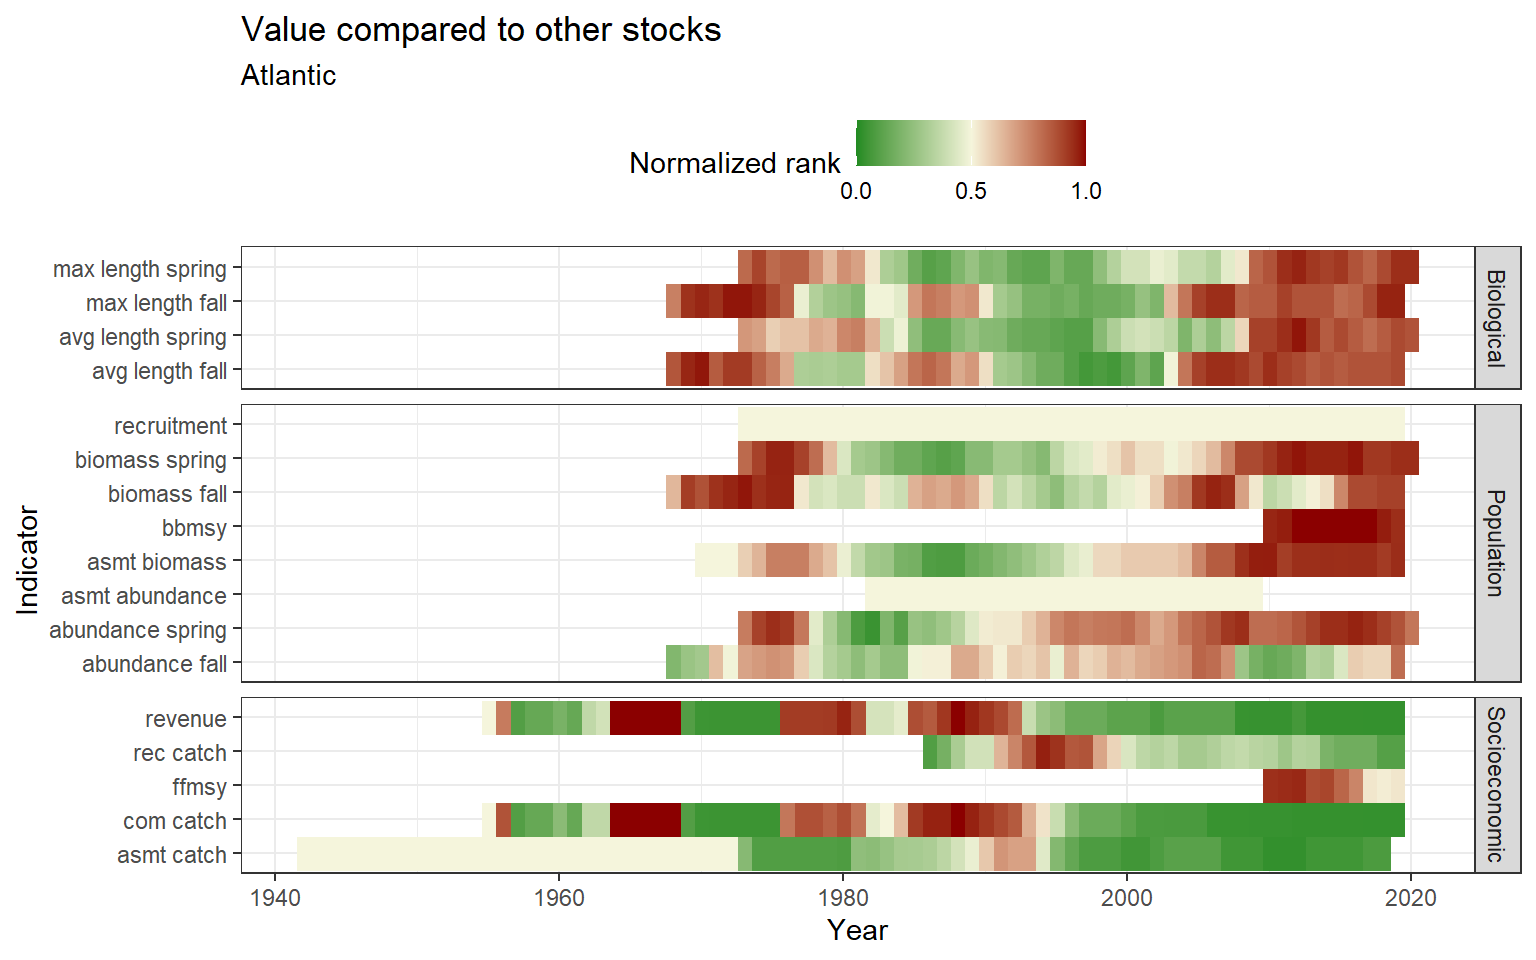 Value compared to other stocks
Atlantic
Normalized rank
0.0 0.5 1.0
max length spring
max length fall
avg length spring
avg length fall
Biological
recruitment
biomass spring
biomass fall
bbmsy
asmt biomass
asmt abundance
abundance spring
abundance fall
Population
revenue
rec catch
ffmsy
com catch
asmt catch
Socioeconomic
Indicator
1940 1960 1980 2000 2020
Year